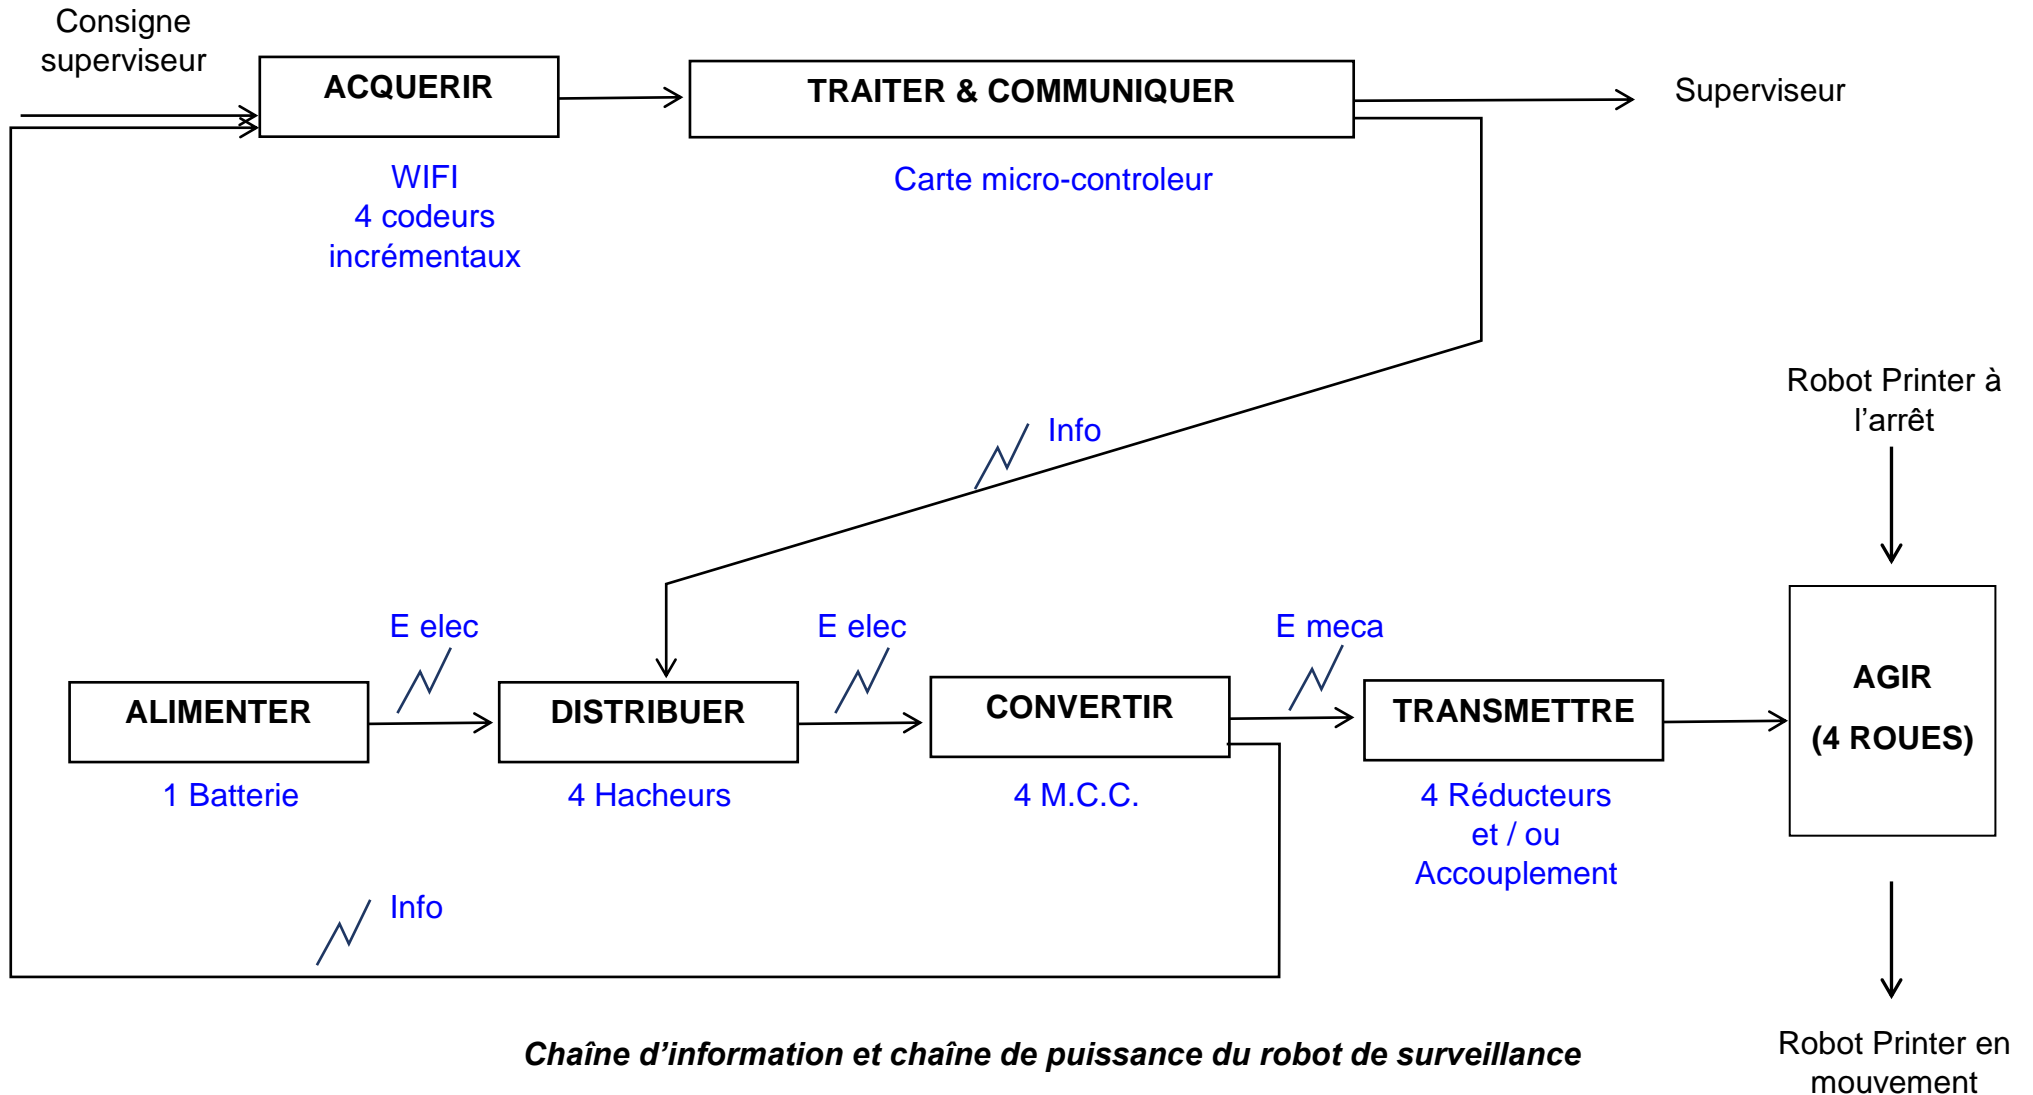 Consigne
superviseur
ACQUERIR
TRAITER & COMMUNIQUER
Superviseur
WIFI
4 codeurs
incrémentaux
Carte micro-controleur
Info
Robot Printer à
l’arrêt
E elec
E elec
E meca
ALIMENTER
DISTRIBUER
CONVERTIR
TRANSMETTRE
AGIR
(4 ROUES)
1 Batterie
4 Hacheurs
4 M.C.C.
4 Réducteurs
et / ou
Accouplement
Info
Chaîne d’information et chaîne de puissance du robot de surveillance
Robot Printer en
mouvement